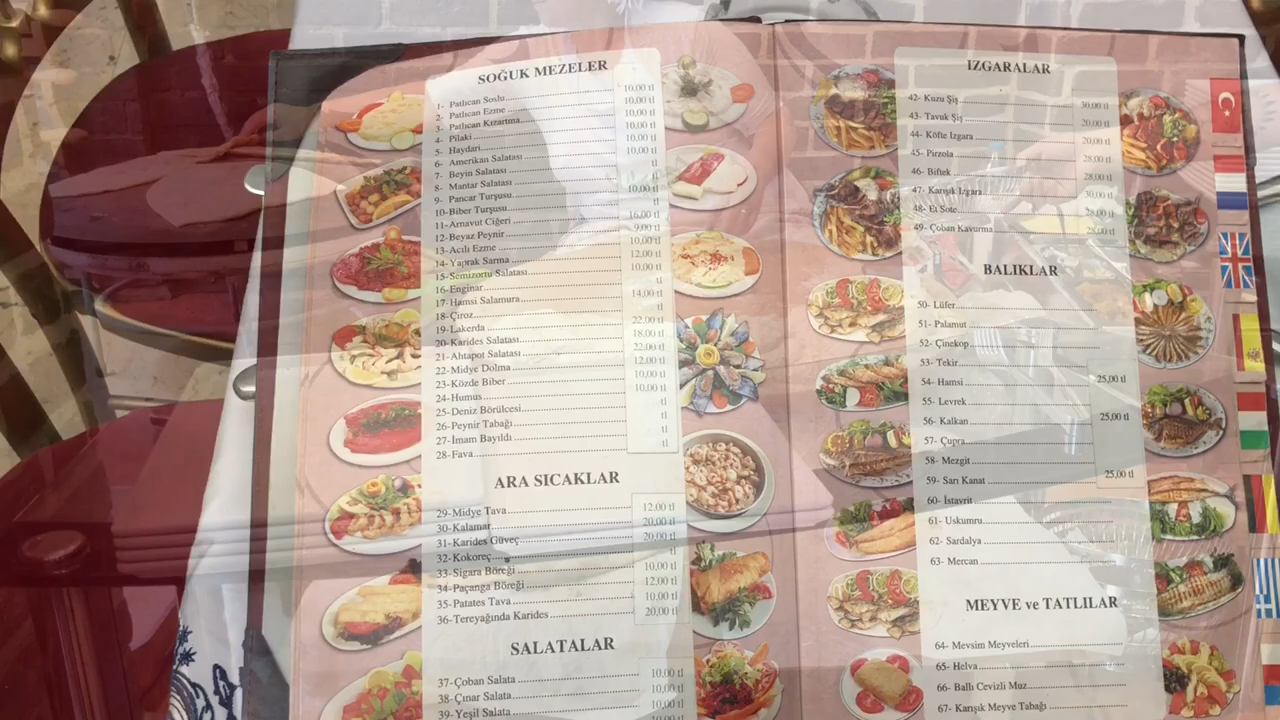 SOĞUK MEZELER
1- Patlıcan Soslu 10,00 tl
2- Patlıcan Ezme 10,00 tl
3- Patlıcan Kızartma 10,00 tl
4- Pilaki 10,00 tl
5- Haydari 10,00 tl
6- Amerikan Salatası 10,00 tl
7- Beyin Salatası tl
8- Mantar Salatası
9- Pancar Turşusu 10,00 tl
10- Biber Turşusu tl
11- Arnavut Ciğeri 16,00 tl
12- Beyaz Peynir 9,00 tl
13- Acılı Ezme 10,00 tl
14- Yaprak Sarma 12,00 tl
15- Semizortu Salatası 10,00 tl
16- Enginar tl
17- Hamsi Salamura 14,00 tl
18- Çiroz tl
19- Lakerda 22,00 tl
20- Karides Salatası 18,00 tl
21- Ahtapot Salatası 22,00 tl
22- Midye Dolma 12,00 tl
23- Közde Biber 10,00 tl
24- Humus 10,00 tl
25- Deniz Börülcesi tl
26- Peynir Tabağı tl
27- İmam Bayıldı tl
28- Fava tl
ARA SICAKLAR
29- Midye Tava 12,00 tl
30- Kalamar 20,00 tl
31- Karides Güveç 20,00 tl
32- Kokoreç tl
33- Sigara Böreği 10,00 tl
34- Paçanga Böreği 12,00 tl
35- Patates Tava 10,00 tl
36- Tereyağında Karides 20,00 tl
SALATALAR
37- Çoban Salata 10,00 tl
38- Çınar Salata 10,00 tl
39- Yeşil Salata 10,00 tl
IZGARALAR
42- Kuzu Şiş 30,00 tl
43- Tavuk Şiş 20,00 tl
44- Köfte Izgara 20,00 tl
45- Pirzola 28,00 tl
46- Biftek 28,00 tl
47- Karışık Izgara 30,00 tl
48- Et Sote 28,00 tl
49- Çoban Kavurma 28,00 tl
BALIKLAR
50- Lüfer
51- Palamut
52- Çinekop
53- Tekir
54- Hamsi 25,00 tl
55- Levrek
56- Kalkan 25,00 tl
57- Çupra
58- Mezgit
59- Sarı Kanat 25,00 tl
60- İstavrit
61- Uskumru
62- Sardalya
63- Mercan
MEYVE ve TATLILAR
64- Mevsim Meyveleri
65- Helva
66- Ballı Cevizli Muz
67- Karışık Meyve Tabağı